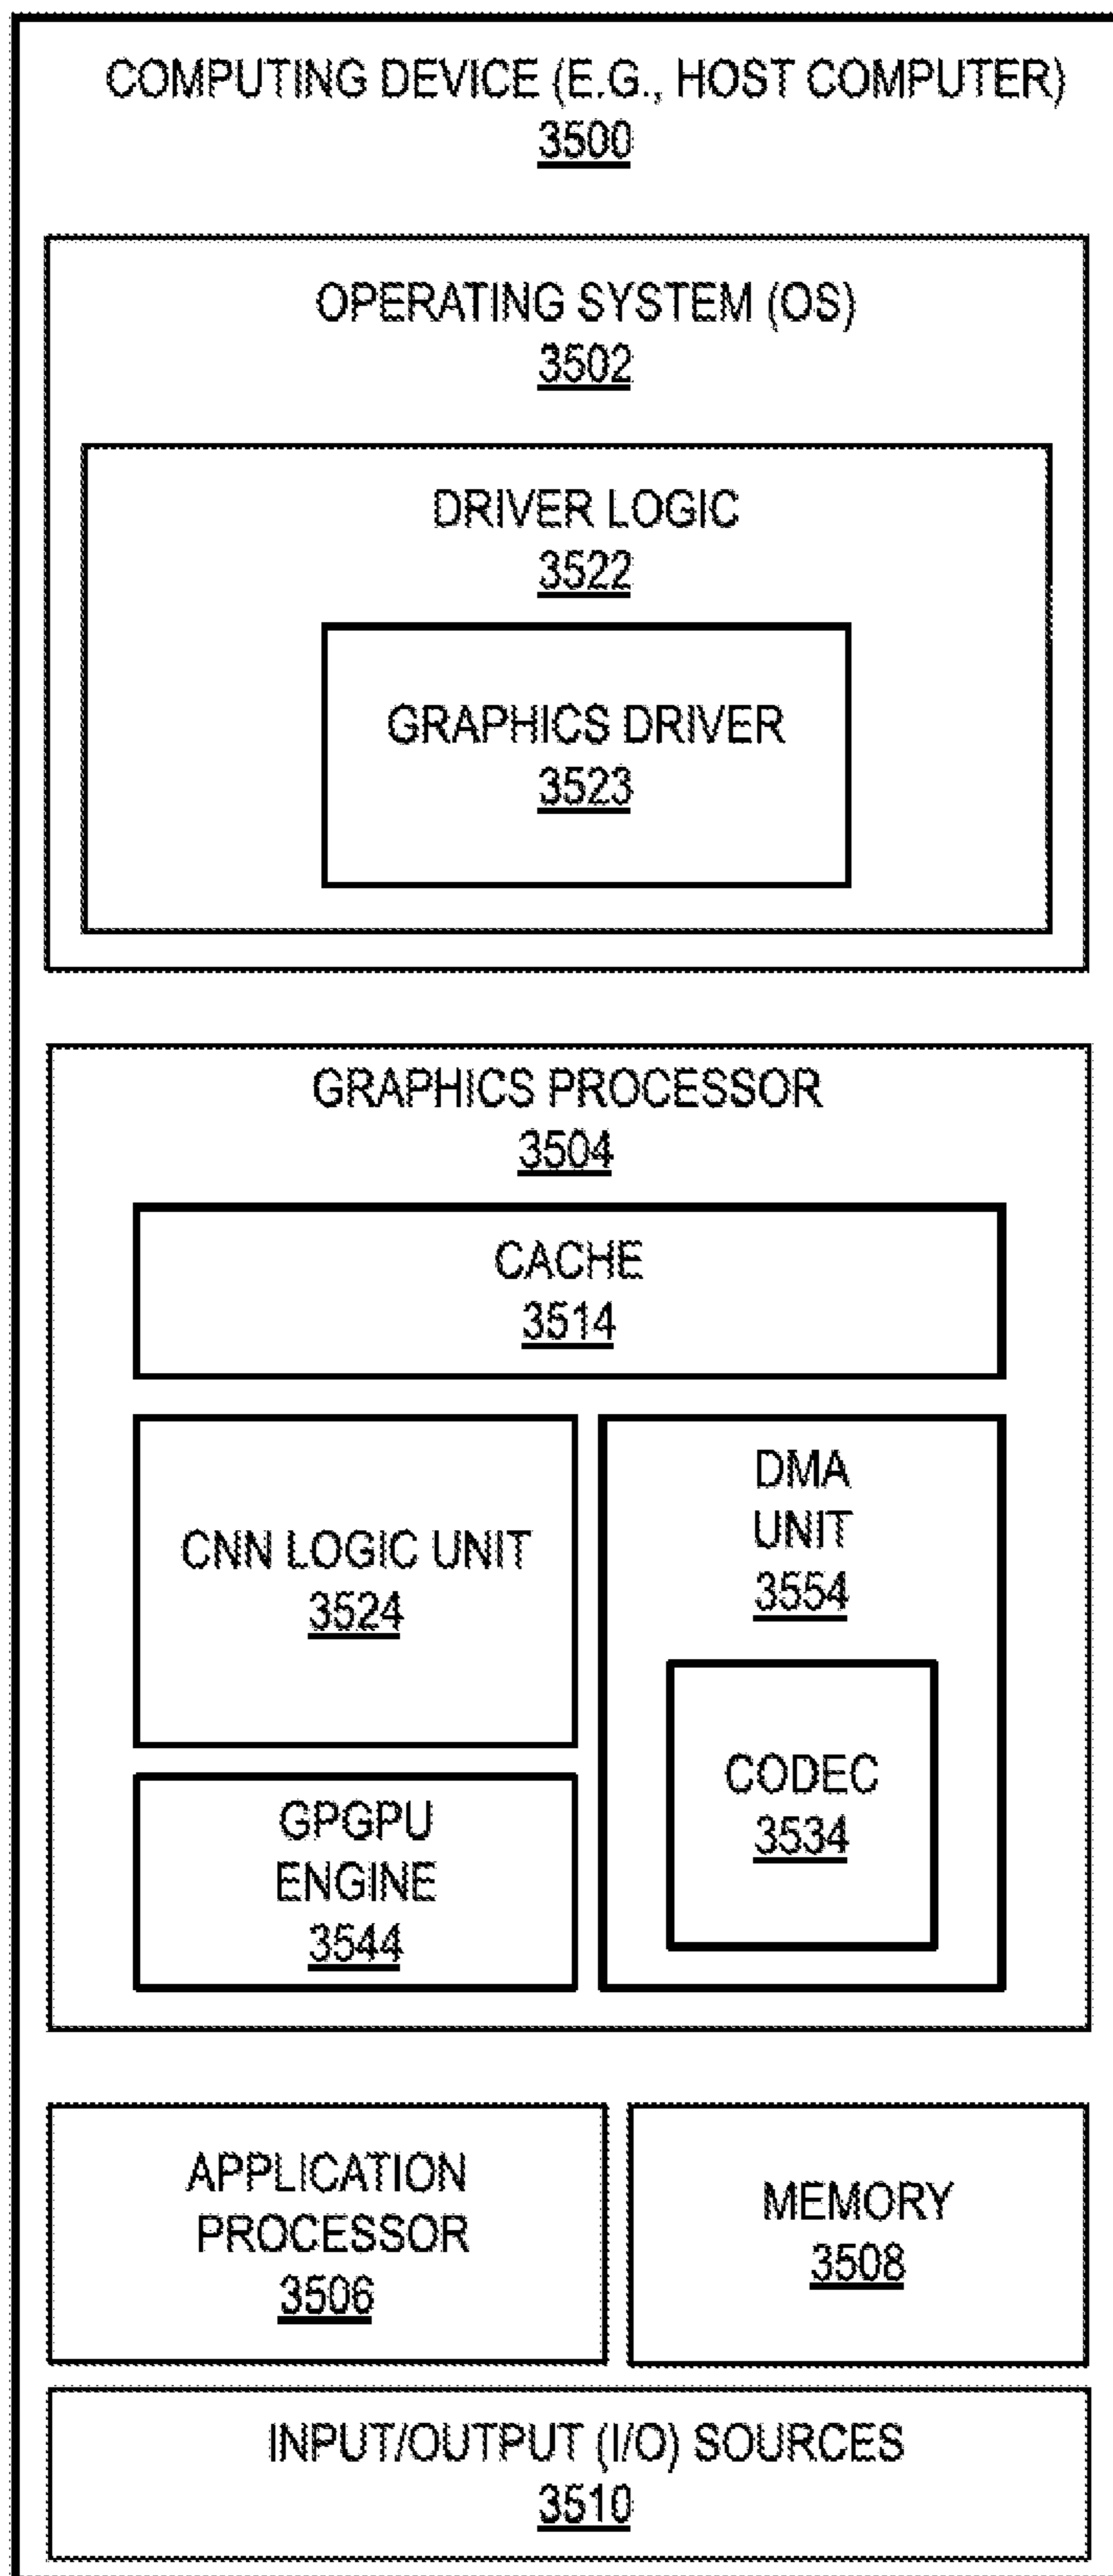 COMPUTING DEVICE (E.G., HOST COMPUTER)
3500
OPERATING SYSTEM (OS)
3502
DRIVER LOGIC
3522
GRAPHICS DRIVER
3523
GRAPHICS PROCESSOR
3504
CACHE
3514
CNN LOGIC UNIT
3524
GPGPU
ENGINE
3544
DMA
UNIT
3554
CODEC
3534
APPLICATION
PROCESSOR
3506
MEMORY
3508
INPUT/OUTPUT (I/O) SOURCES
3510